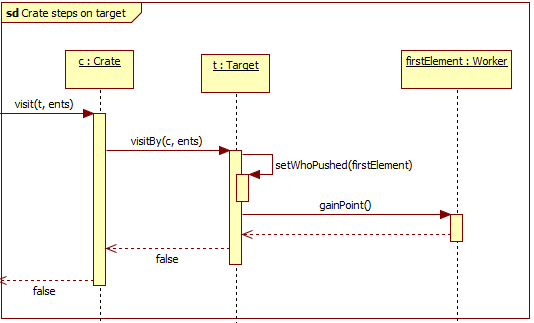 sd Crate steps on target
c : Crate
t : Target
firstElement : Worker
visit(t, ents)
visitBy(c, ents)
setWhoPushed(firstElement)
gainPoint()
false
false